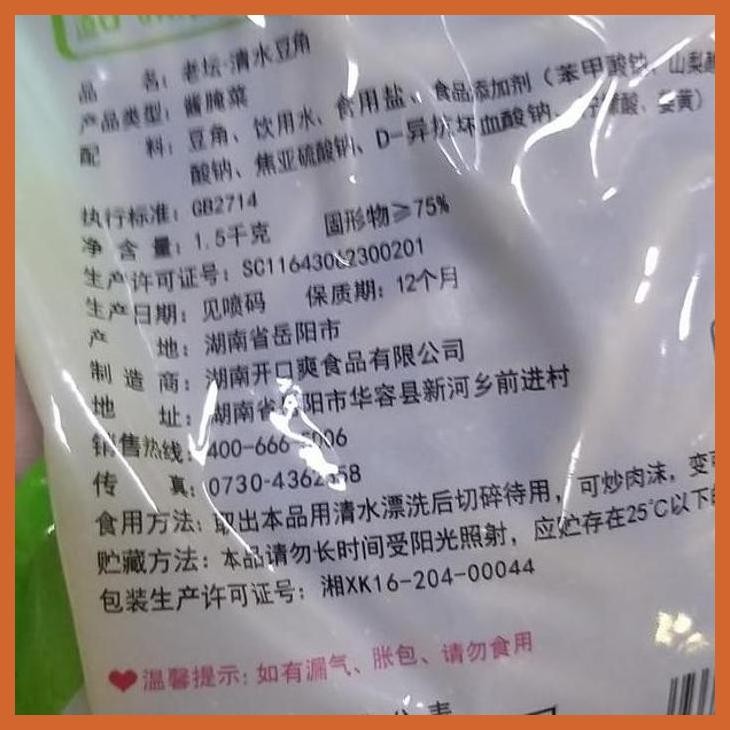 品 名：老坛·清水豆角
产品类型：酱腌菜
配 料：豆角、饮用水、食用盐、食品添加剂（苯甲酸钠、山梨
酸钠、焦亚硫酸钠、D-异抗坏血酸钠、 酸、姜黄）
执行标准：GB2714
净 含 量：1.5千克 固形物≥75%
生产许可证号：SC11643062300201
生产日期：见喷码 保质期：12个月
产 地：湖南省岳阳市
制 造 商：湖南开口爽食品有限公司
地 址：湖南省岳阳市华容县新河乡前进村
销售热线：400-666- 006
传 真：0730-4362 58
食用方法：取出本品用清水漂洗后切碎待用，可炒肉沫，变
贮藏方法：本品请勿长时间受阳光照射，应贮存在25℃以下
包装生产许可证号：湘XK16-204-00044
温馨提示：如有漏气、胀包、请勿食用